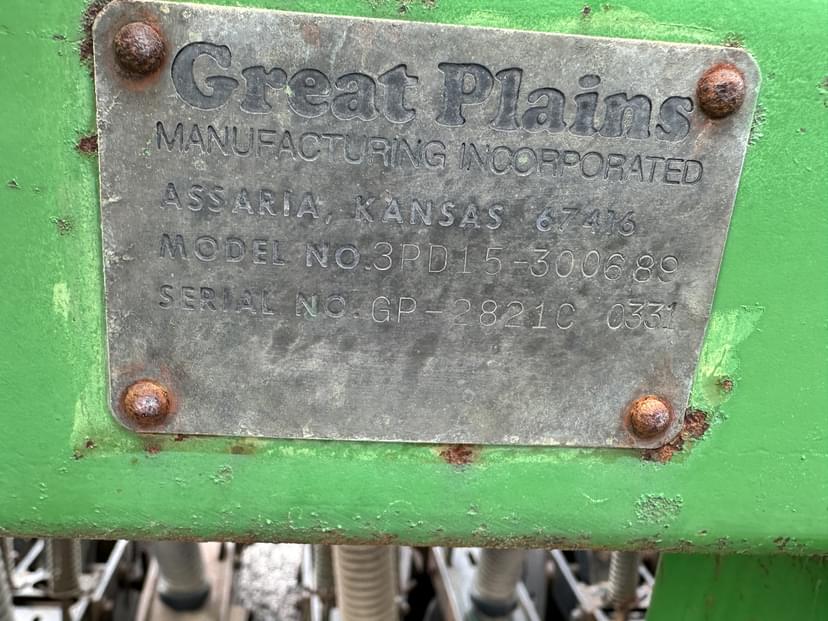 Great Plains
MANUFACTURING INCORPORATED
ASSARIA, KANSAS 67416
MODEL NO. 3PD15-300689
SERIAL NO. GP-2821C 0331